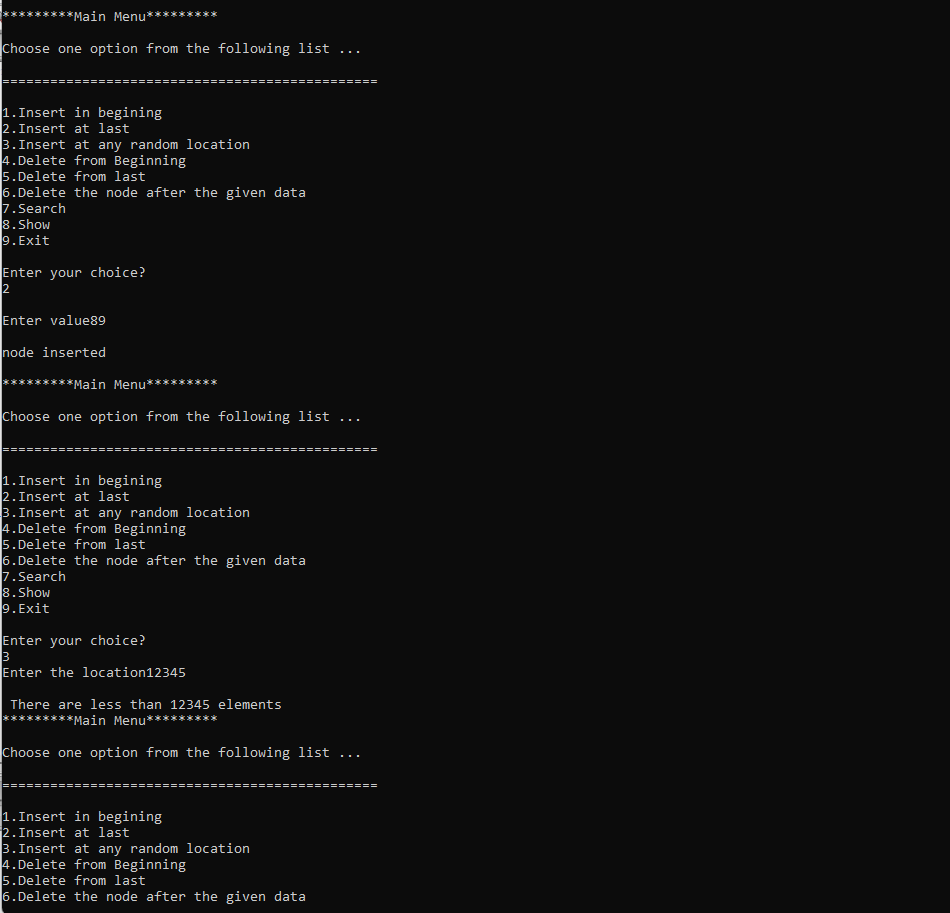 *********Main Menu*********
Choose one option from the following list ...
===============================================
1.Insert in begining
2.Insert at last
3.Insert at any random location
4.Delete from Beginning
5.Delete from last
6.Delete the node after the given data
7.Search
8.Show
9.Exit
Enter your choice?
2
Enter value89
node inserted
*********Main Menu*********
Choose one option from the following list ...
===============================================
1.Insert in begining
2.Insert at last
3.Insert at any random location
4.Delete from Beginning
5.Delete from last
6.Delete the node after the given data
7.Search
8.Show
9.Exit
Enter your choice?
3
Enter the location12345
There are less than 12345 elements
*********Main Menu*********
Choose one option from the following list ...
===============================================
1.Insert in begining
2.Insert at last
3.Insert at any random location
4.Delete from Beginning
5.Delete from last
6.Delete the node after the given data